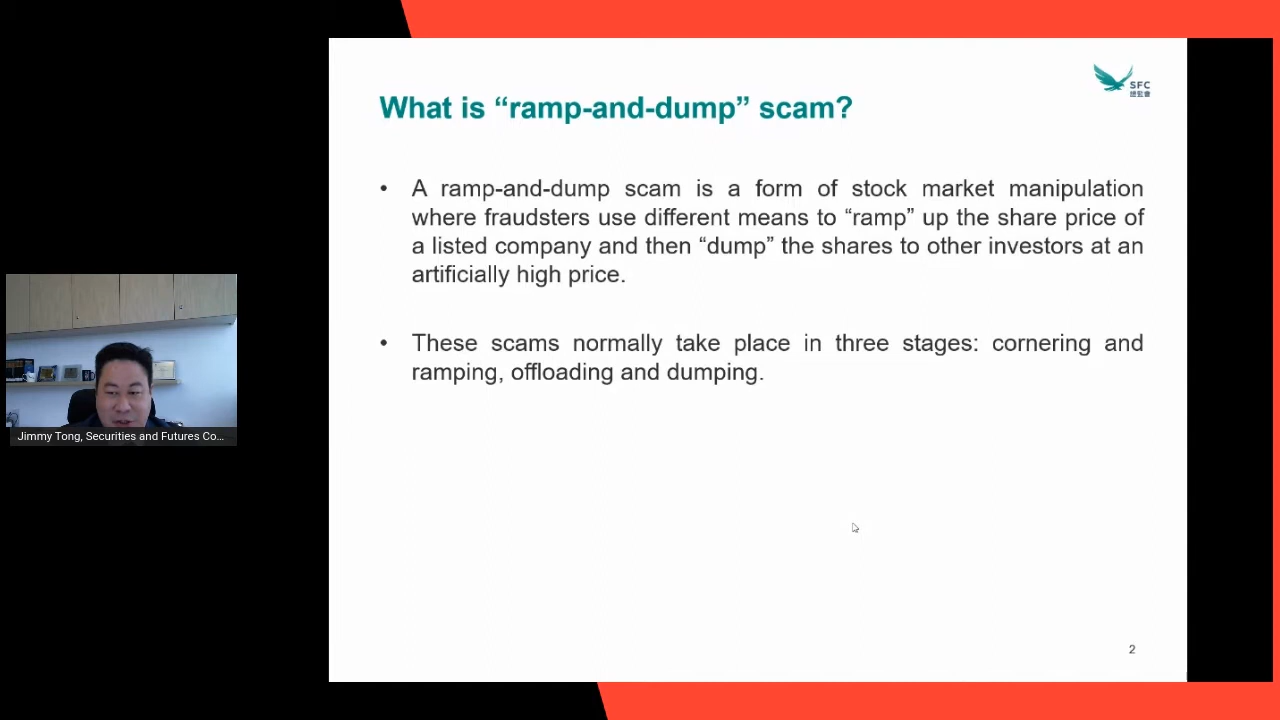 SFC
證監會
What is “ramp-and-dump” scam?
• A ramp-and-dump scam is a form of stock market manipulation
where fraudsters use different means to “ramp” up the share price of
a listed company and then “dump” the shares to other investors at an
artificially high price.
• These scams normally take place in three stages: cornering and
ramping, offloading and dumping.
Jimmy Tong, Securities and Futures Co...
2